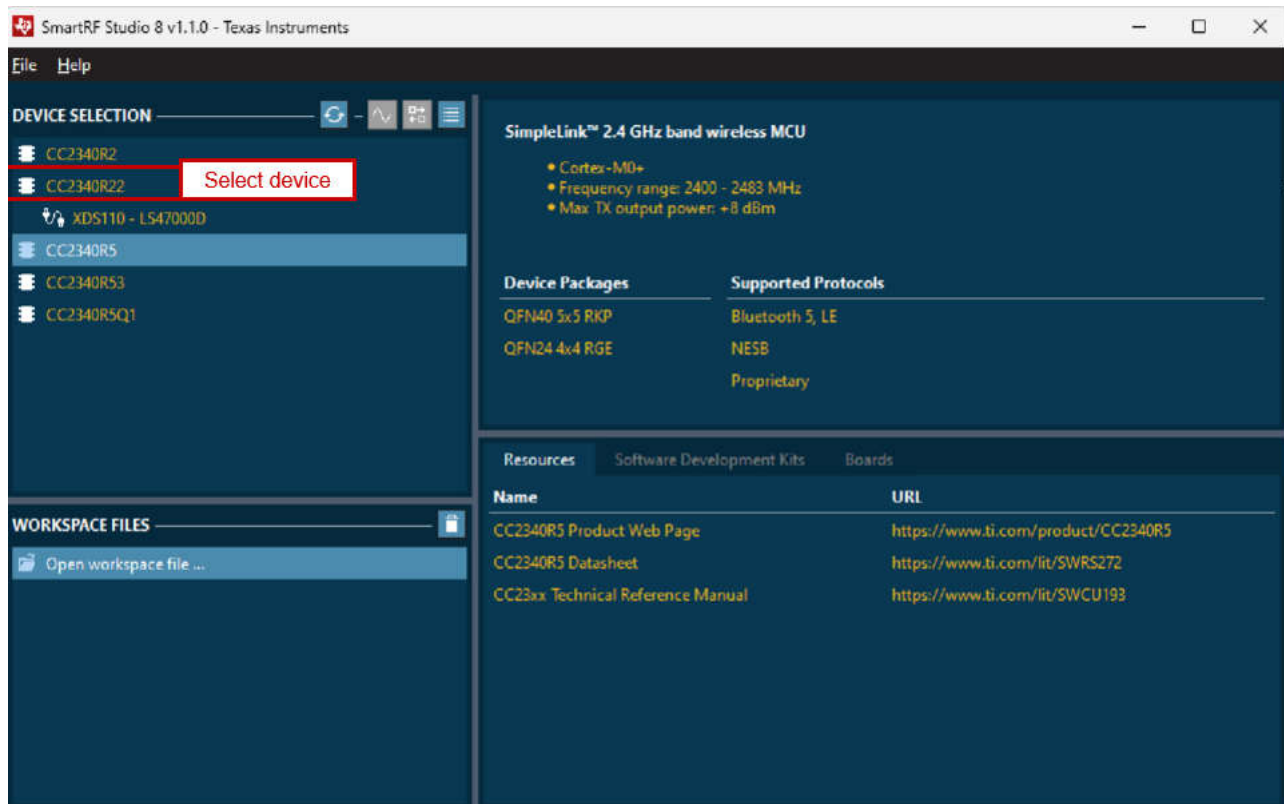 SmartRF Studio 8 v1.1.0 - Texas Instruments
File Help
DEVICE SELECTION
CC2340R2
CC2340R22
Select device
XDS110 - LS47000D
CC2340R5
CC2340R53
CC2340R5Q1
WORKSPACE FILES
Open workspace file ...
SimpleLink™ 2.4 GHz band wireless MCU
• Cortex-M0+
• Frequency range: 2400 - 2483 MHz
• Max TX output power: +8 dBm
Device Packages Supported Protocols
QFN40 5x5 RKP Bluetooth 5, LE
QFN24 4x4 RGE NESB
Proprietary
Resources Software Development Kits Boards
Name URL
CC2340R5 Product Web Page https://www.ti.com/product/CC2340R5
CC2340R5 Datasheet https://www.ti.com/lit/SWRS272
CC23xx Technical Reference Manual https://www.ti.com/lit/SWCU193